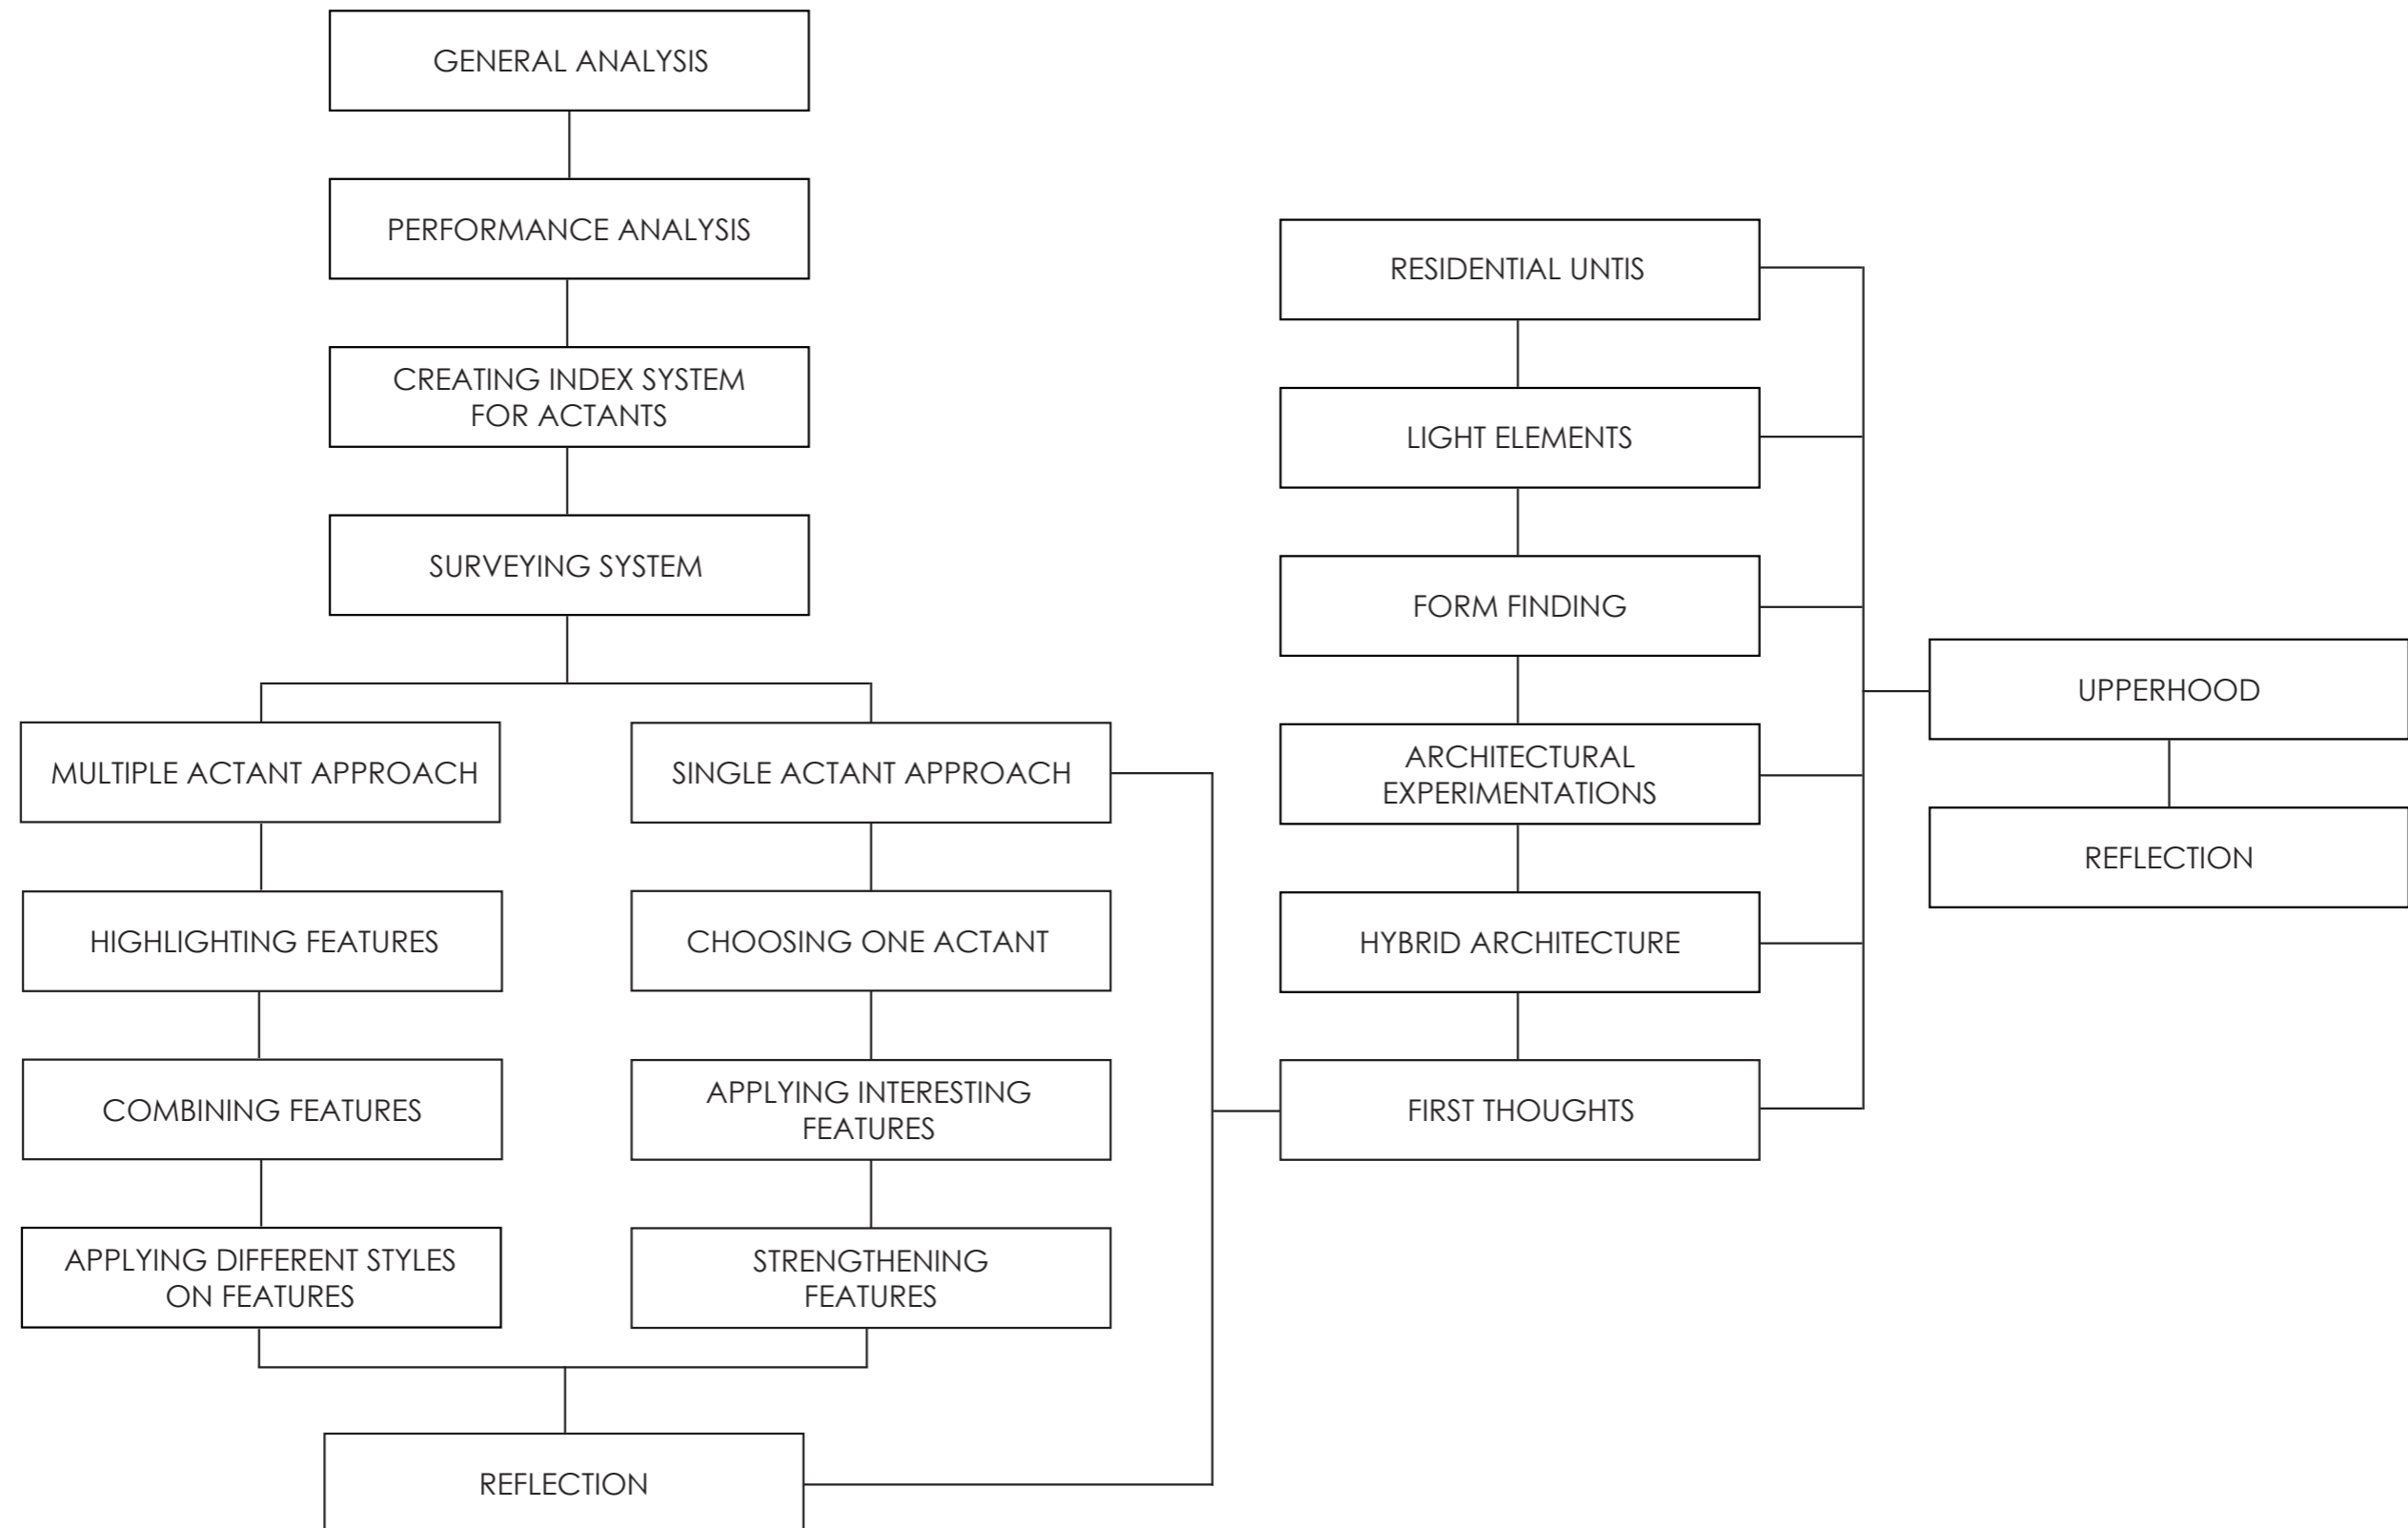 GENERAL ANALYSIS
PERFORMANCE ANALYSIS
CREATING INDEX SYSTEM
FOR ACTANTS
SURVEYING SYSTEM
MULTIPLE ACTANT APPROACH
HIGHLIGHTING FEATURES
COMBINING FEATURES
APPLYING DIFFERENT STYLES
ON FEATURES
SINGLE ACTANT APPROACH
CHOOSING ONE ACTANT
APPLYING INTERESTING
FEATURES
STRENGTHENING
FEATURES
REFLECTION
RESIDENTIAL UNTIS
LIGHT ELEMENTS
FORM FINDING
ARCHITECTURAL
EXPERIMENTATIONS
HYBRID ARCHITECTURE
FIRST THOUGHTS
UPPERHOOD
REFLECTION